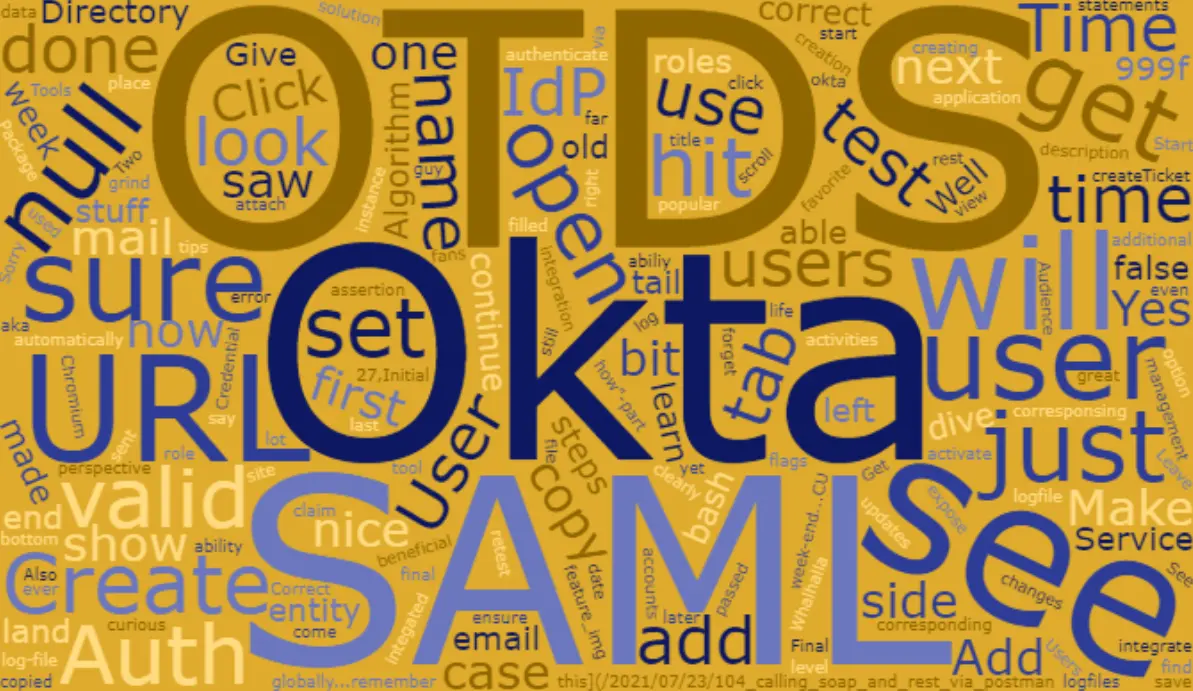 data
Directory
solution
correct
start
statements
Time
OTDS
done
Give
one
authenticate
via
creation
creating
next
999f
Click
IdP
roles
click
okta
application
get
Tools
place
week
look
name
Algorithm
far
use
test
description
Start
null
Package
Two
grind
saw
attach
guy
old
title
hit
scroll
favorite
rest
Well
view
createTicket
time
used
stuff
instance
open
right
popular
mail
tips
filled
able
additional
Sorry
sure
error
fans
continue
integration
abiliy
tail
users
will
Audience
false
even
assertion
Okta
life
Yes
aka
now
set
log
forget
activities
automatically
still
bit
tab
user
URL
Chromium
Credential
27,Initial
first
last
how"-part
learn
left
great
option
management
say
dive
corresponsing
made
sent
role
lot
User
steps
yet
flags
activate
just
Leave
perspective
site
tool
file
copy
clearly
bash
Get
see
expose
logfile
valid
SAML
claim
nice
updates
Make
end
bottom
show
ability
beneficial
retest
week-end...CU
Service
Also
ever
Create
Correct
entity
final
feature_img
date
accounts
passed
Whalhalla
changes
See
side
come
curious
integrated
ensure
email
later
add
Final
corresponding
land
log-file
Auth
case
level
Add
Users
integrate
find
copied
globally...remember
this](/2021/07/23/104_calling_soap_and_rest_via_postman
logfiles
save